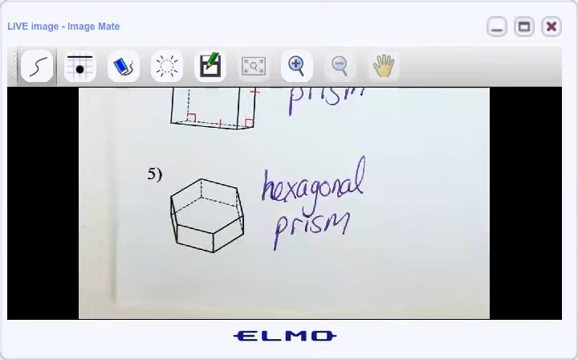 LIVE image - Image Mate
prism
5)
hexagonal
prism
ELMO